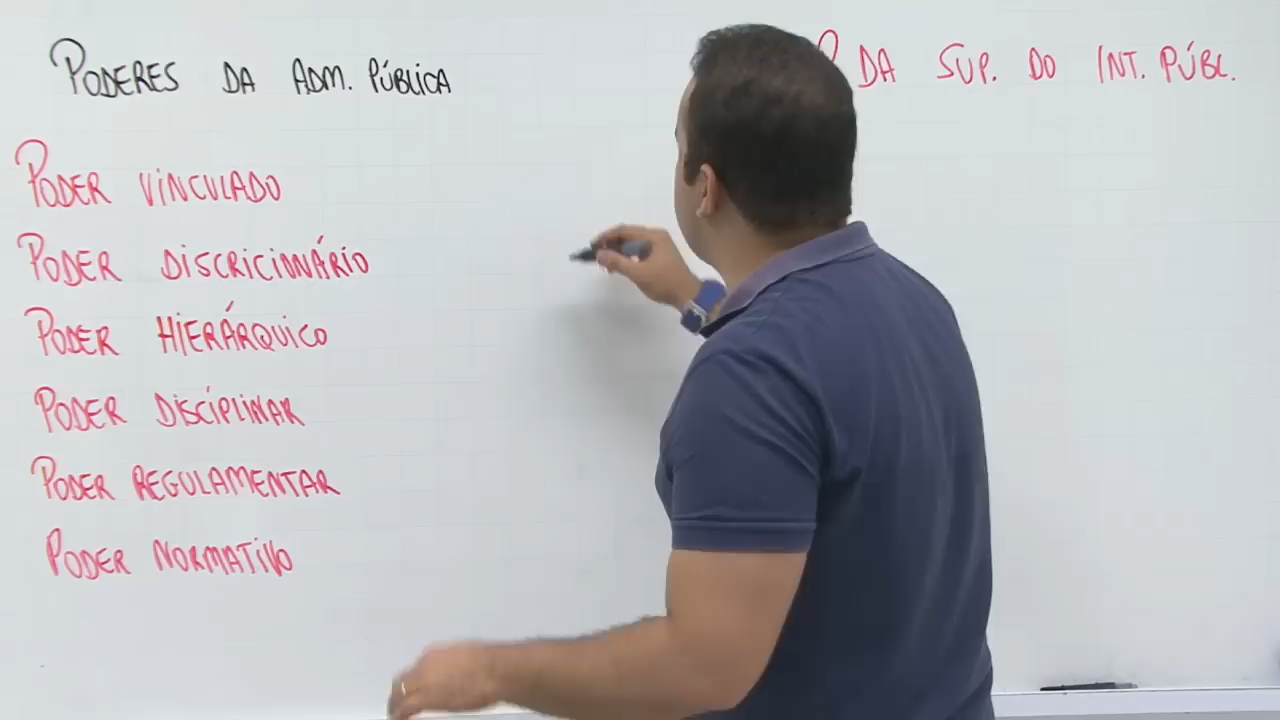 PODERES DA ADM. PÚBLICA
P DA SUP. DO INT. PÚBL.
PODER VINCULADO
PODER DISCRICIONÁRIO
PODER HIERÁRQUICO
PODER DISCIPLINAR
PODER REGULAMENTAR
PODER NORMATIVO